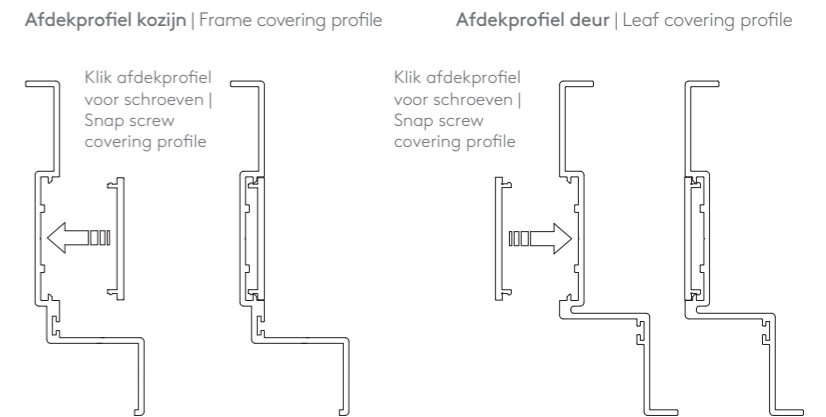 Afdekprofiel kozijn | Frame covering profile
Afdekprofiel deur | Leaf covering profile
Klik afdekprofiel
voor schroeven |
Snap screw
covering profile
Klik afdekprofiel
voor schroeven |
Snap screw
covering profile